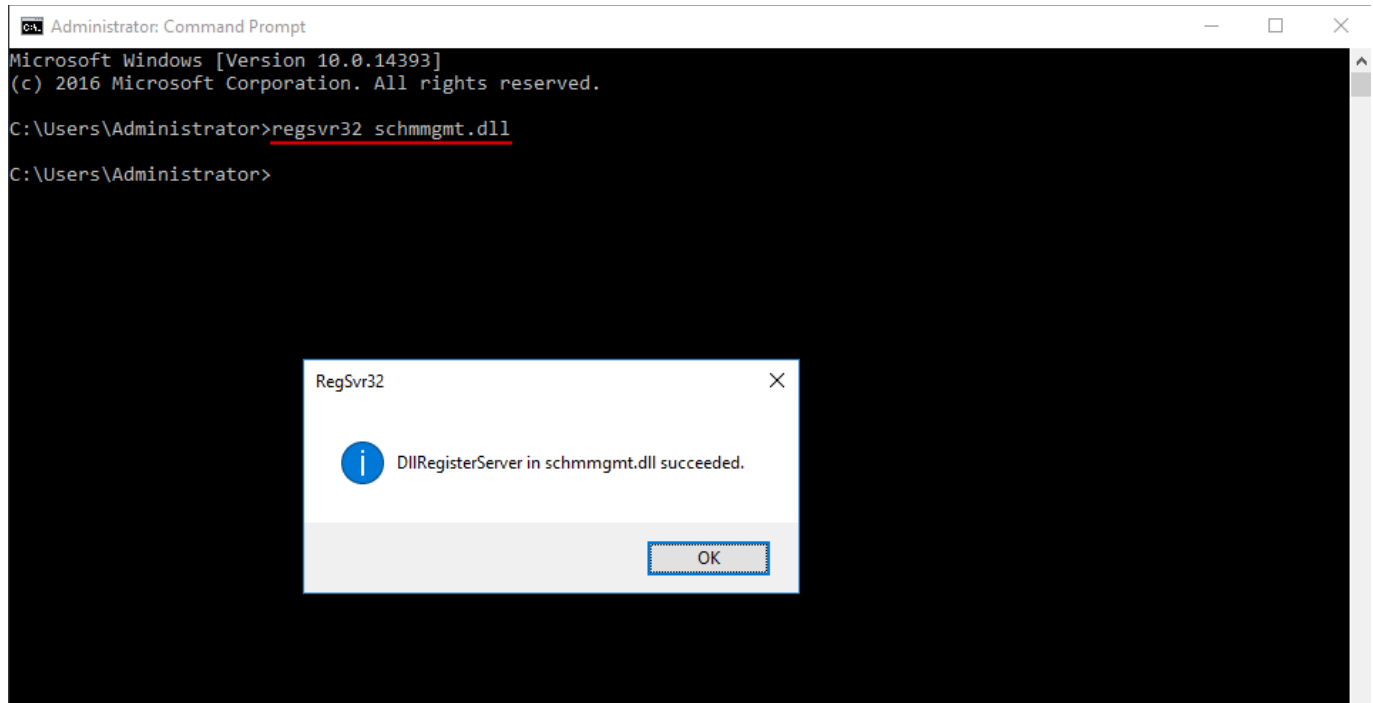 Administrator: Command Prompt
Microsoft Windows [Version 10.0.14393]
(c) 2016 Microsoft Corporation. All rights reserved.
C:\Users\Administrator>regsvr32 schmmgmt.dll
C:\Users\Administrator>
RegSvr32
DllRegisterServer in schmmgmt.dll succeeded.
OK